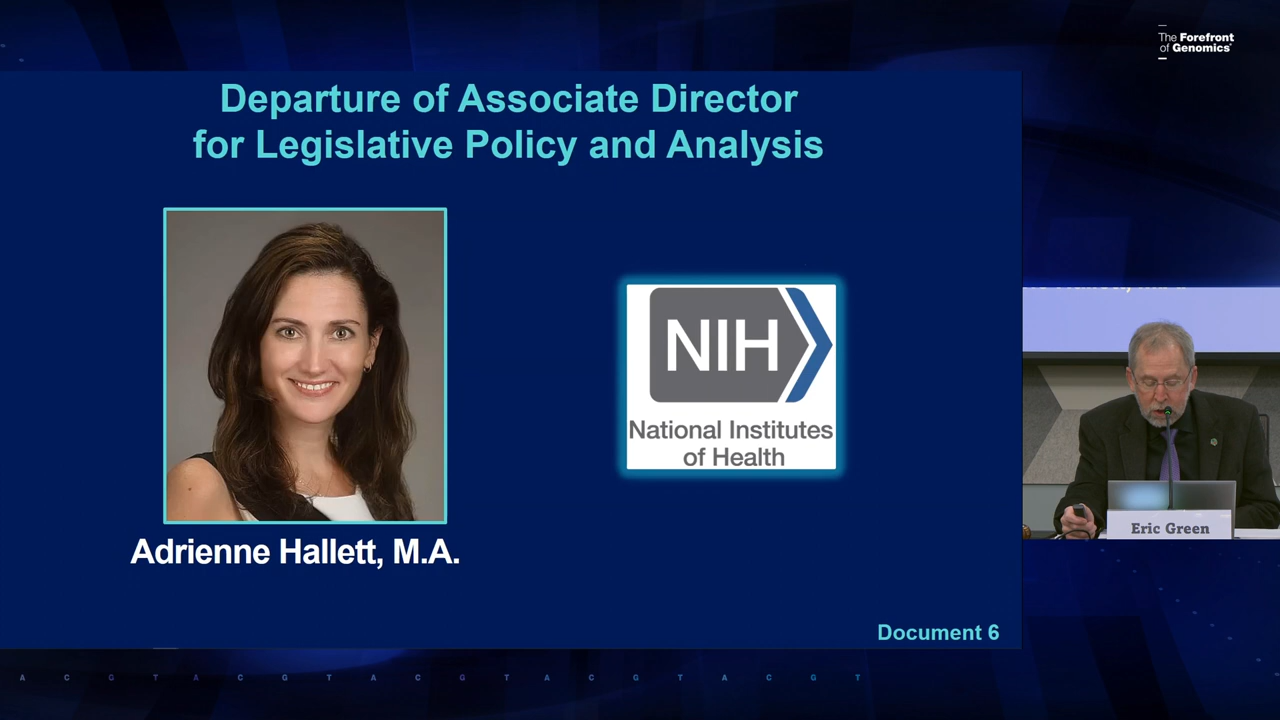 The Forefront
of Genomics®
Departure of Associate Director
for Legislative Policy and Analysis
NIH
National Institutes
of Health
Adrienne Hallett, M.A.
Eric Green
Document 6
A C G T A C G T A C G T A C G T A C G T